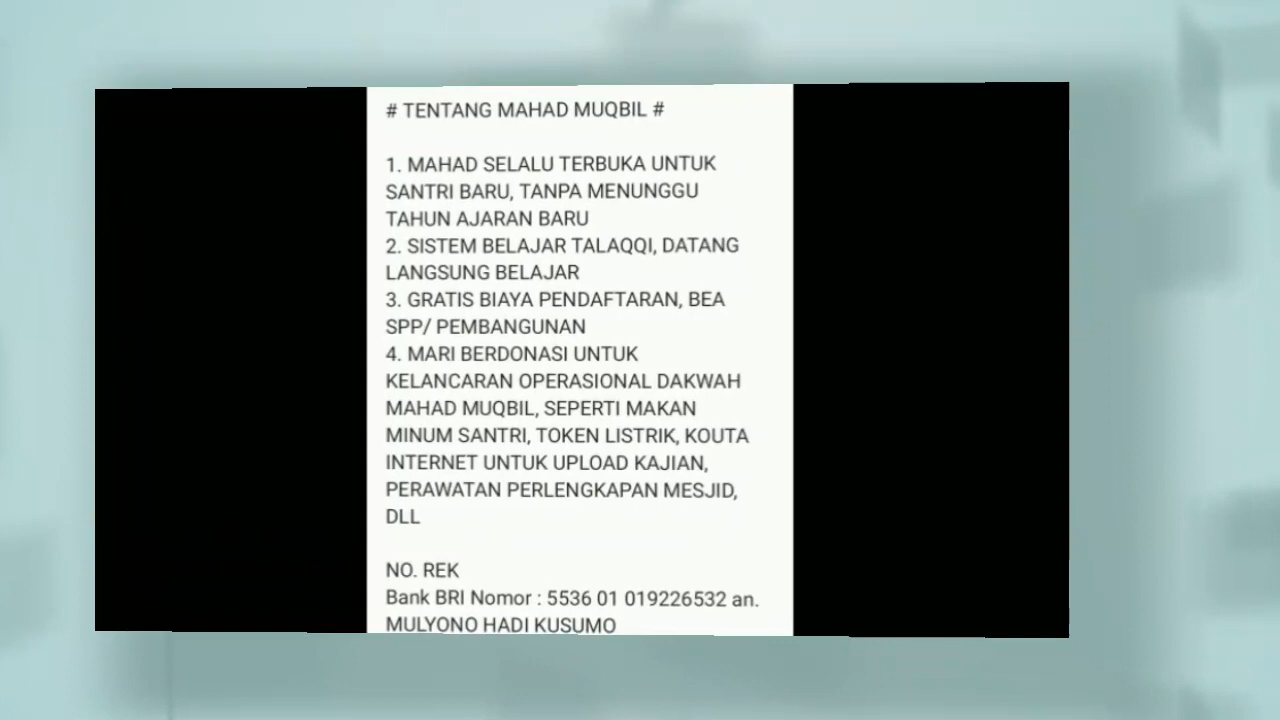 # TENTANG MAHAD MUQBIL #
1. MAHAD SELALU TERBUKA UNTUK
SANTRI BARU, TANPA MENUNGGU
TAHUN AJARAN BARU
2. SISTEM BELAJAR TALAQQI, DATANG
LANGSUNG BELAJAR
3. GRATIS BIAYA PENDAFTARAN, BEA
SPP/ PEMBANGUNAN
4. MARI BERDONASI UNTUK
KELANCARAN OPERASIONAL DAKWAH
MAHAD MUQBIL, SEPERTI MAKAN
MINUM SANTRI, TOKEN LISTRIK, KOUTA
INTERNET UNTUK UPLOAD KAJIAN,
PERAWATAN PERLENGKAPAN MESJID,
DLL
NO. REK
Bank BRI Nomor : 5536 01 019226532 an.
MULYONO HADI KUSUMO